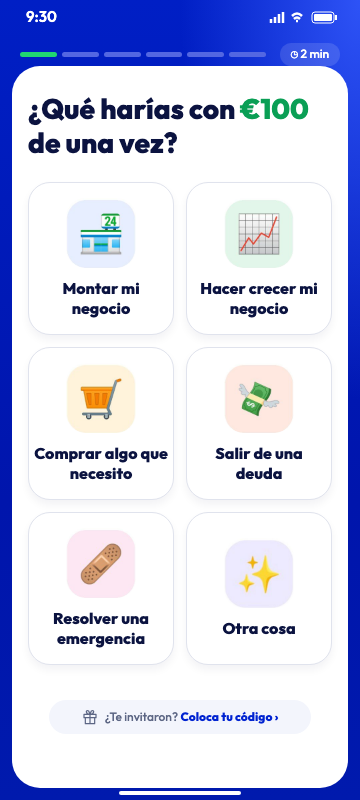 9:30
2 min
¿Qué harías con €100
de una vez?
24
Montar mi
negocio
Hacer crecer mi
negocio
Comprar algo que
necesito
Salir de una
deuda
Resolver una
emergencia
Otra cosa
¿Te invitaron? Coloca tu código ›